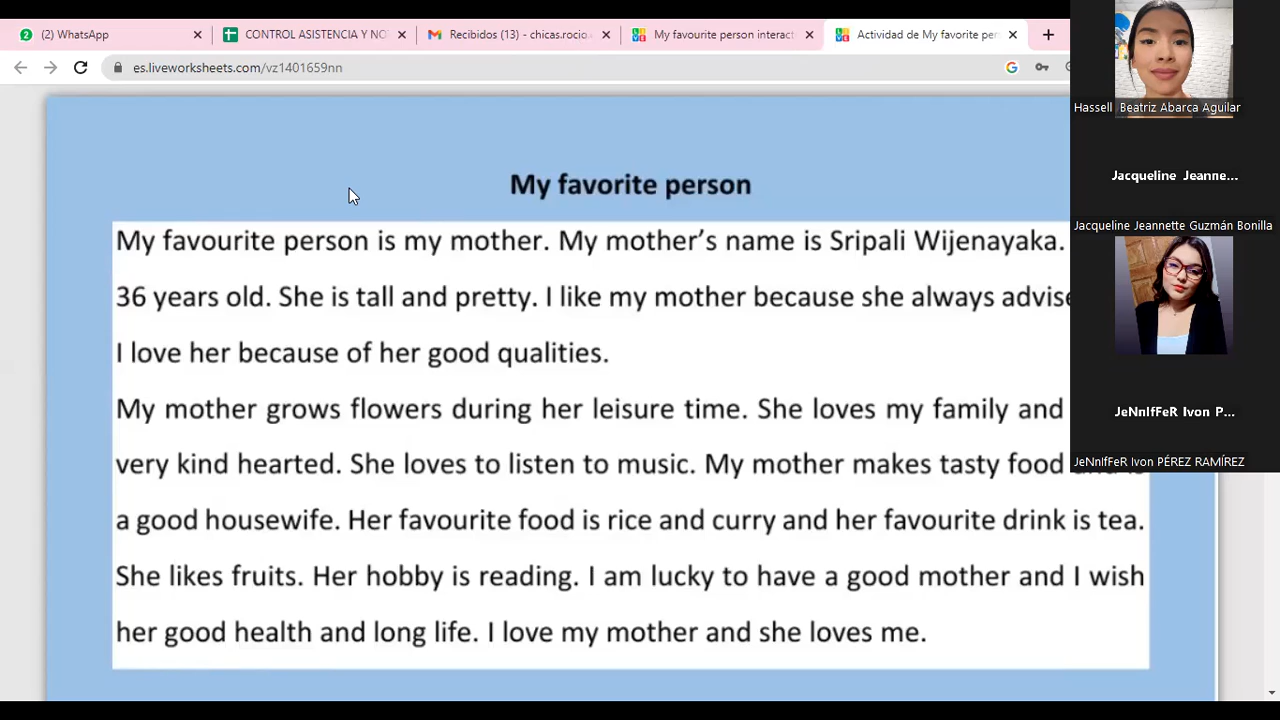 (2) WhatsApp
CONTROL ASISTENCIA Y NO
Recibidos (13) - chicas.rocio
My favourite person interact
Actividad de My favorite per
es.liveworksheets.com/vz1401659nn
Hassell Beatriz Abarca Aguilar
Jacqueline Jeanne...
Jacqueline Jeannette Guzmán Bonilla
JeNnIfFeR Ivon P...
JeNnIfFeR Ivon PÉREZ RAMÍREZ
My favorite person
My favourite person is my mother. My mother’s name is Sripali Wijenayaka.
36 years old. She is tall and pretty. I like my mother because she always advise
I love her because of her good qualities.
My mother grows flowers during her leisure time. She loves my family and
very kind hearted. She loves to listen to music. My mother makes tasty food
a good housewife. Her favourite food is rice and curry and her favourite drink is tea.
She likes fruits. Her hobby is reading. I am lucky to have a good mother and I wish
her good health and long life. I love my mother and she loves me.